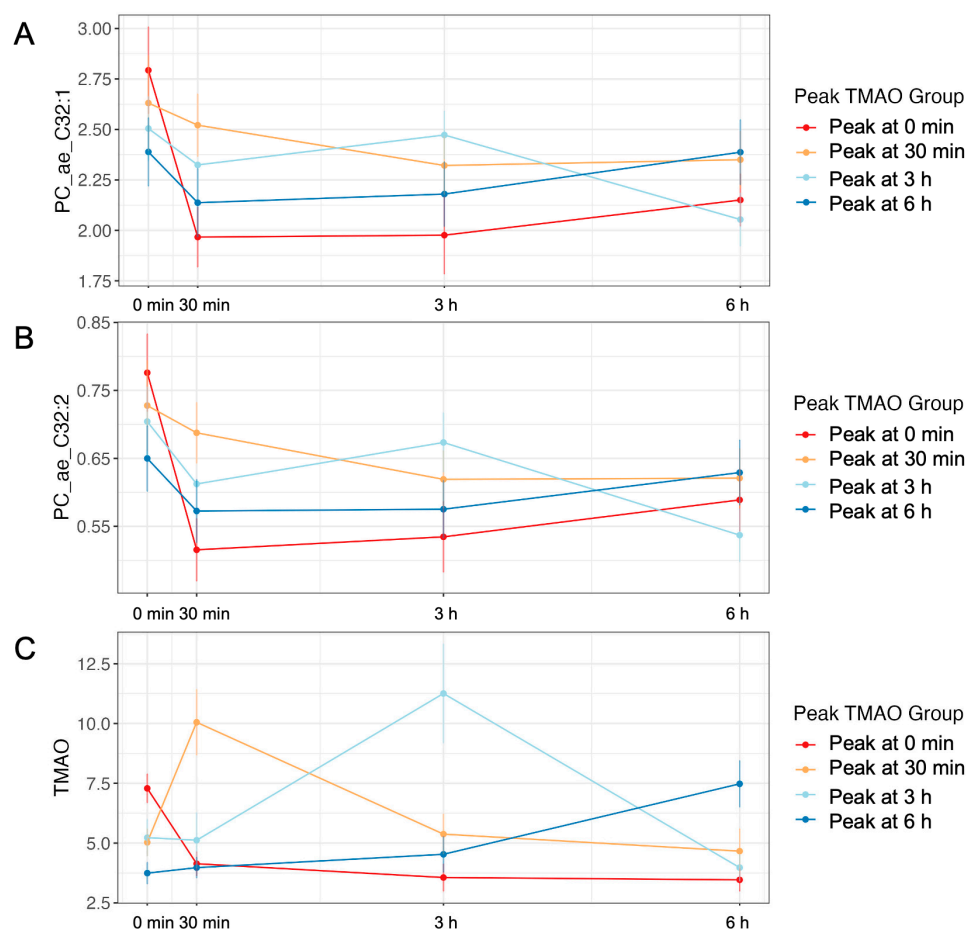 A
PC_ae_C32:1
3.00
2.75
2.50
2.25
2.00
1.75
0 min 30 min 3 h 6 h
Peak TMAO Group
Peak at 0 min
Peak at 30 min
Peak at 3 h
Peak at 6 h
B
PC_ae_C32:2
0.85
0.75
0.65
0.55
0 min 30 min 3 h 6 h
Peak TMAO Group
Peak at 0 min
Peak at 30 min
Peak at 3 h
Peak at 6 h
C
TMAO
12.5
10.0
7.5
5.0
2.5
0 min 30 min 3 h 6 h
Peak TMAO Group
Peak at 0 min
Peak at 30 min
Peak at 3 h
Peak at 6 h